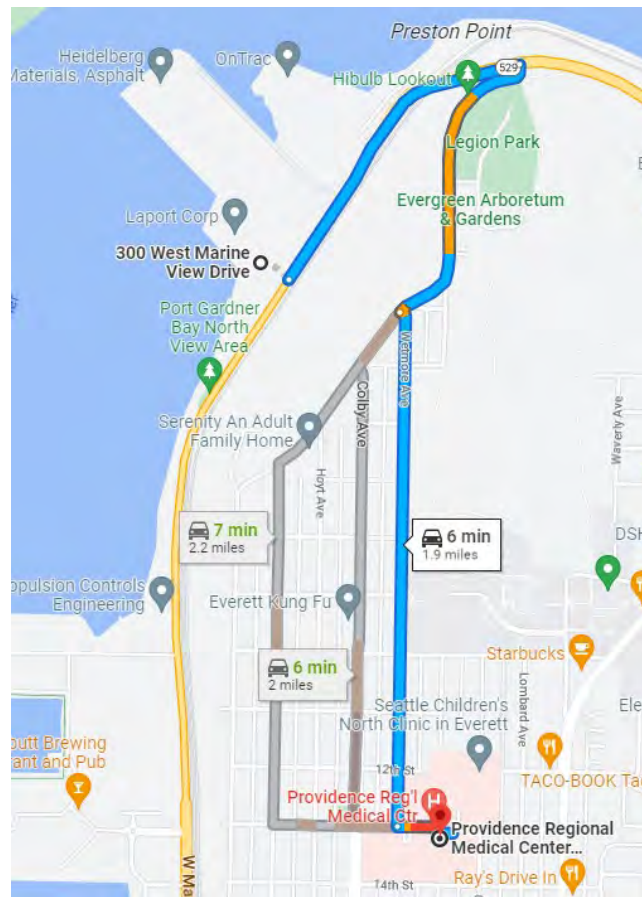 Preston Point
Heidelberg
Materials, Asphalt
OnTrac
Hibulb Lookout
529
Legion Park
Evergreen Arboretum
& Gardens
Laport Corp
300 West Marine
View Drive
Port Gardner
Bay North
View Area
Wetmore Ave
Colby Ave
Waverly Ave
Serenity An Adult
Family Home
Hoyt Ave
7 min
2.2 miles
6 min
1.9 miles
DSH
opulsion Controls
Engineering
Everett Kung Fu
Starbucks
6 min
2 miles
Lombard Ave
Seattle Children's
North Clinic in Everett
Ele
butt Brewing
ant and Pub
12th St
TACO-BOOK Tac
Providence Reg'l
Medical Ctr
H
Providence Regional
Medical Center...
W Ma
14th St
Ray's Drive In